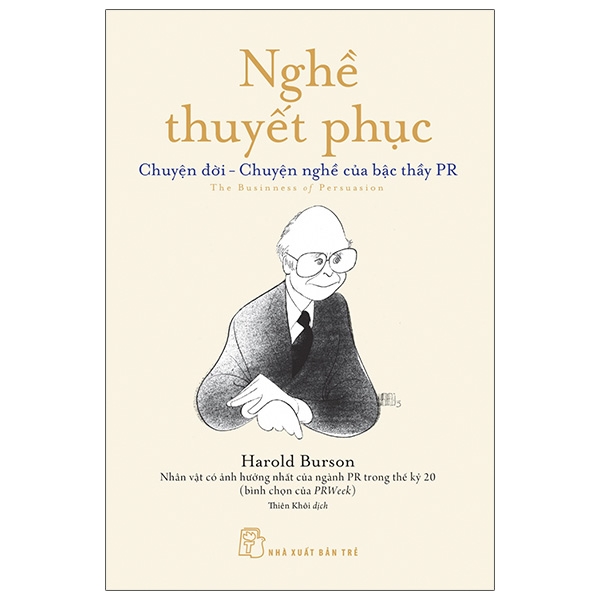 Nghề
thuyết phục
Chuyện đời - Chuyện nghề của bậc thầy PR
The Businness of Persuasion
Harold Burson
Nhân vật có ảnh hưởng nhất của ngành PR trong thế kỷ 20
(bình chọn của PRWeek)
Thiên Khôi dịch
NHÀ XUẤT BẢN TRẺ